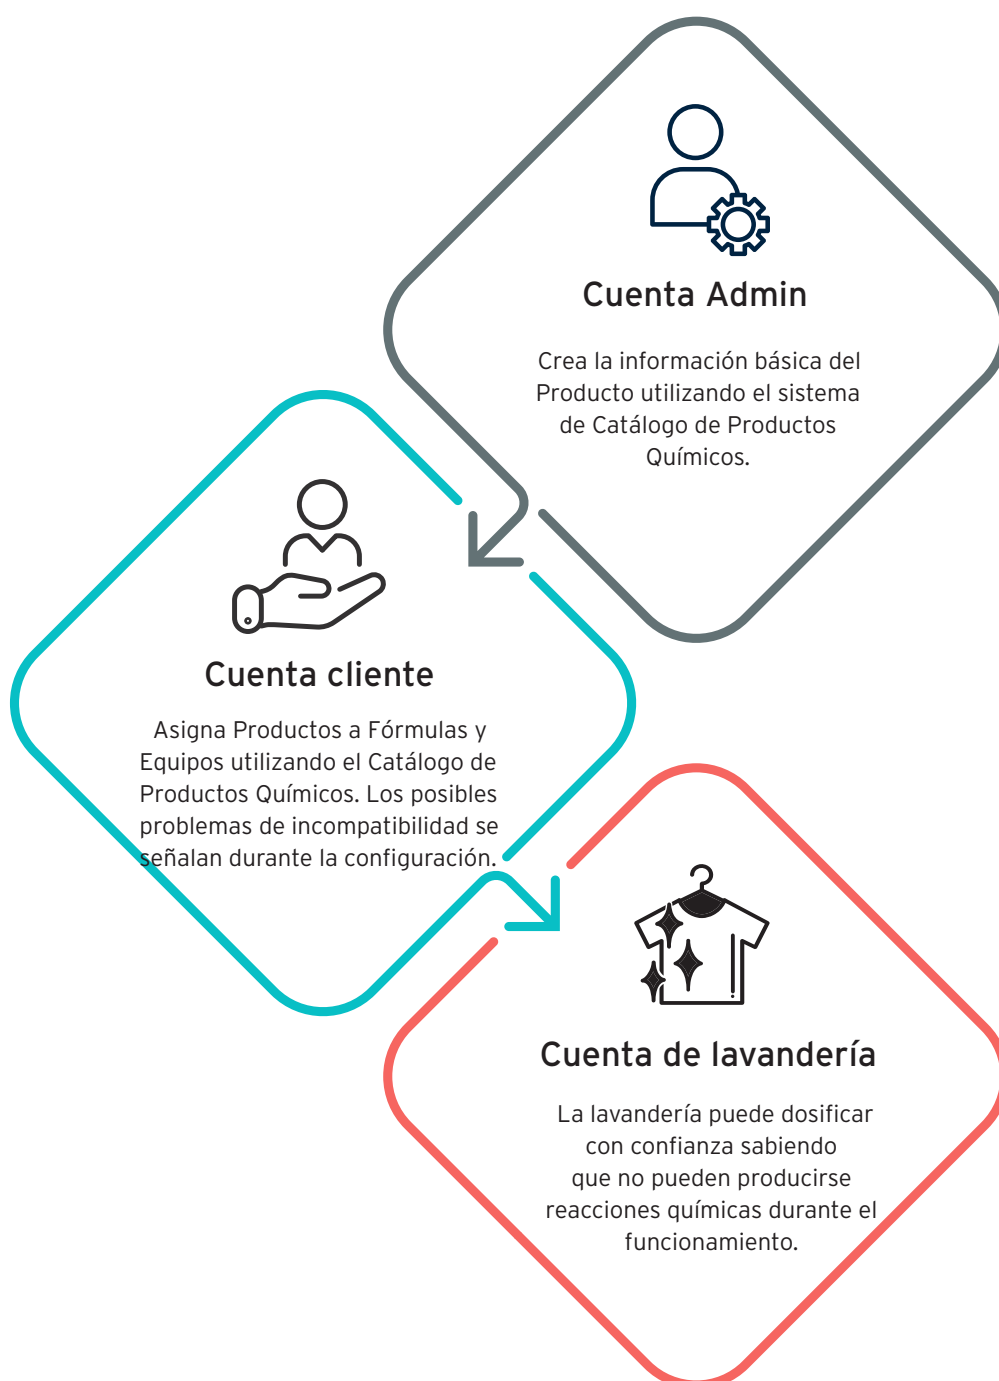 Cuenta Admin
Crea la información básica del
Producto utilizando el sistema
de Catálogo de Productos
Químicos.
Cuenta cliente
Asigna Productos a Fórmulas y
Equipos utilizando el Catálogo de
Productos Químicos. Los posibles
problemas de incompatibilidad se
señalan durante la configuración.
Cuenta de lavandería
La lavandería puede dosificar
con confianza sabiendo
que no pueden producirse
reacciones químicas durante el
funcionamiento.